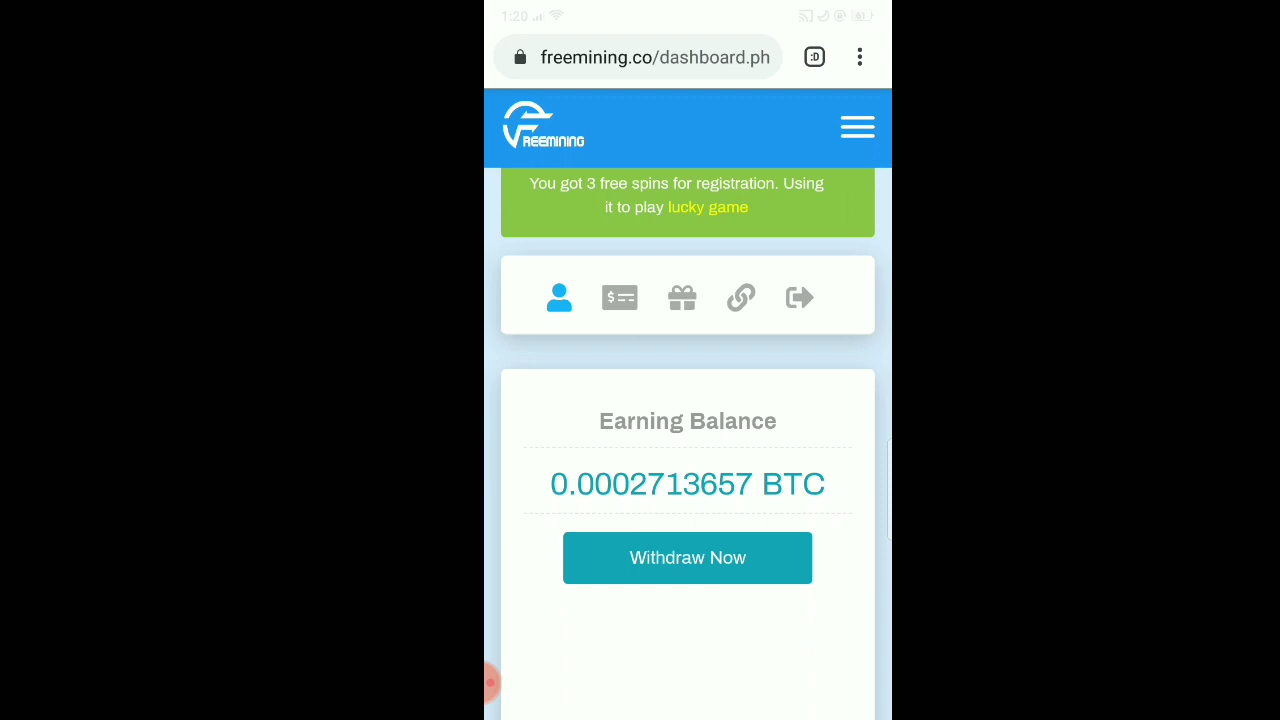 1:20
61
freemining.co/dashboard.ph
:D
FREEMINING
You got 3 free spins for registration. Using
it to play lucky game
$
Earning Balance
0.0002713657 BTC
Withdraw Now